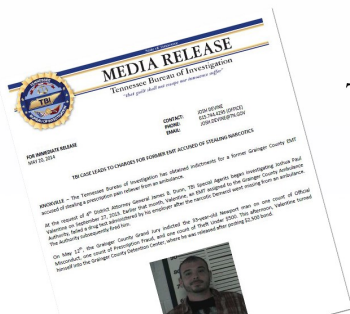 STATE OF TENNESSEE
TBI
MEDIA RELEASE
Tennessee Bureau of Investigation
"that guilt shall not escape nor innocence suffer"
CONTACT: JOSH DEVINE
PHONE: 615.744.4295 (OFFICE)
EMAIL: JOSH.DEVINE@TN.GOV
FOR IMMEDIATE RELEASE
MAY 20, 2014
TBI CASE LEADS TO CHARGES FOR FORMER EMT ACCUSED OF STEALING NARCOTICS
KNOXVILLE – The Tennessee Bureau of Investigation has obtained indictments for a former Grainger County EMT
accused of stealing a prescription pain reliever from an ambulance.
At the request of 4th District Attorney General James B. Dunn, TBI Special Agents began investigating Joshua Paul
Valentine on September 27, 2013. Earlier that month, Valentine, an EMT assigned to the Grainger County Ambulance
Authority, failed a drug test administered by his employer after the narcotic Demerol went missing from an ambulance.
The Authority subsequently fired him.
On May 12th, the Grainger County Grand Jury indicted the 33-year-old Newport man on one count of Official
Misconduct, one count of Prescription Fraud, and one count of Theft Under $500. This afternoon, Valentine turned
himself into the Grainger County Detention Center, where he was released after posting $2,500 bond.